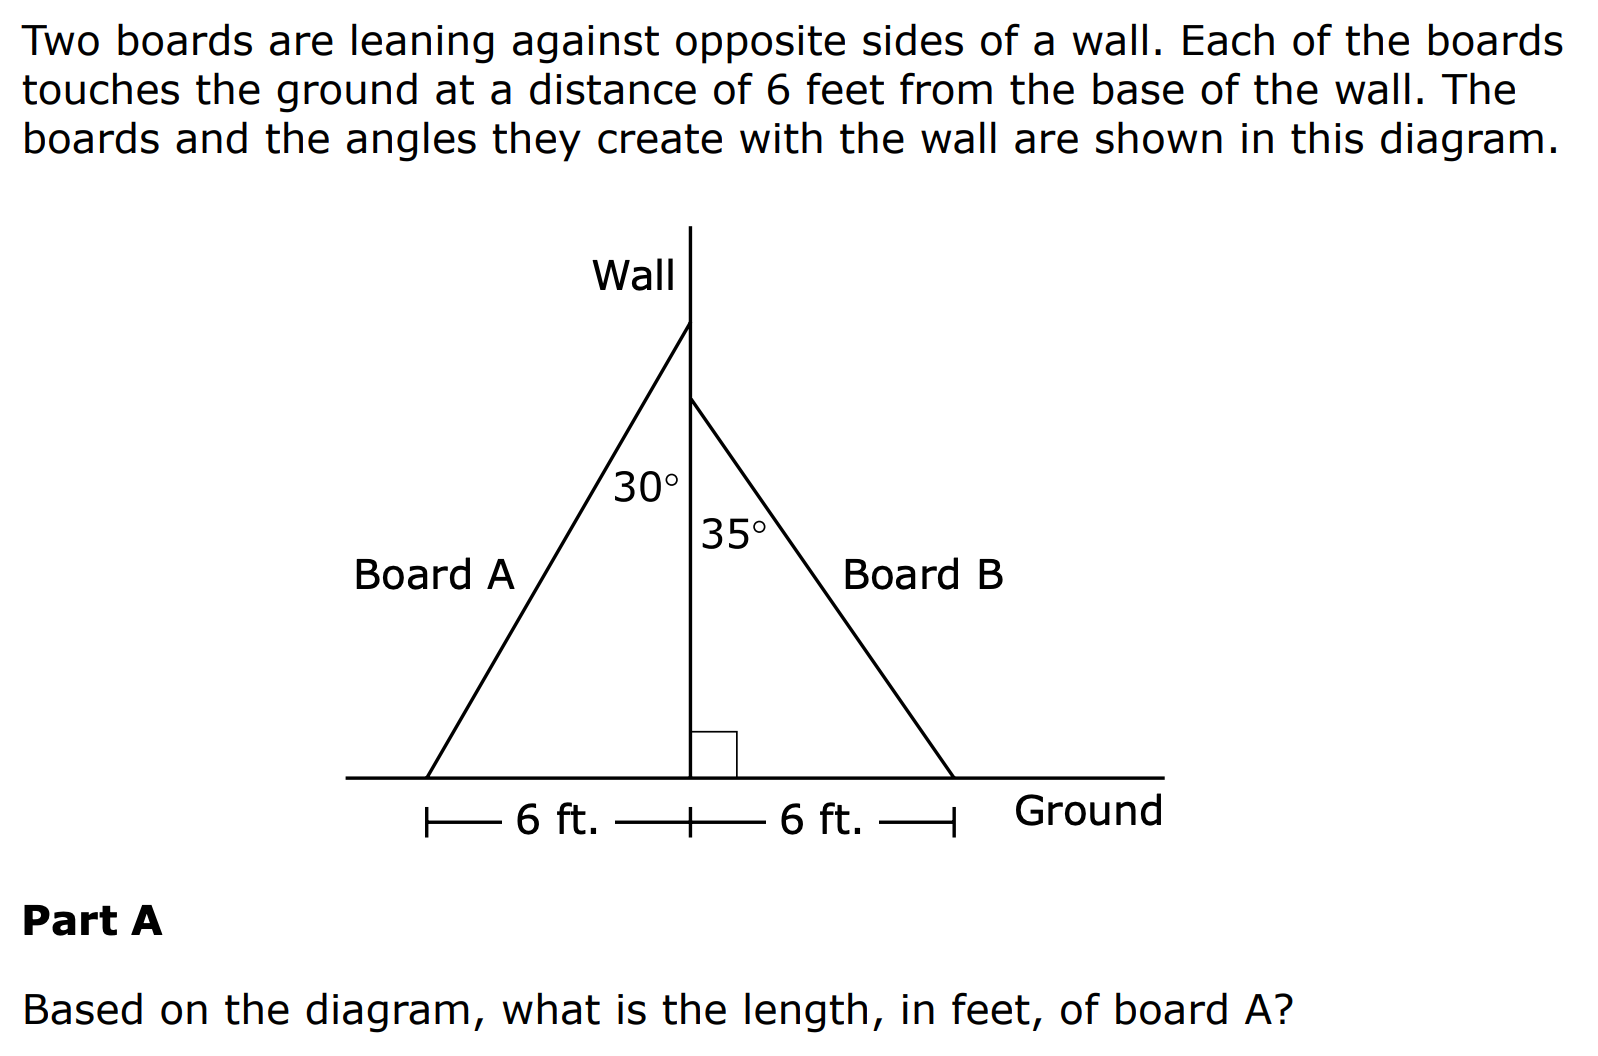 Two boards are leaning against opposite sides of a wall. Each of the boards
touches the ground at a distance of 6 feet from the base of the wall. The
boards and the angles they create with the wall are shown in this diagram.
Wall
30°
35°
Board A
Board B
6 ft.
6 ft.
Ground
Part A
Based on the diagram, what is the length, in feet, of board A?